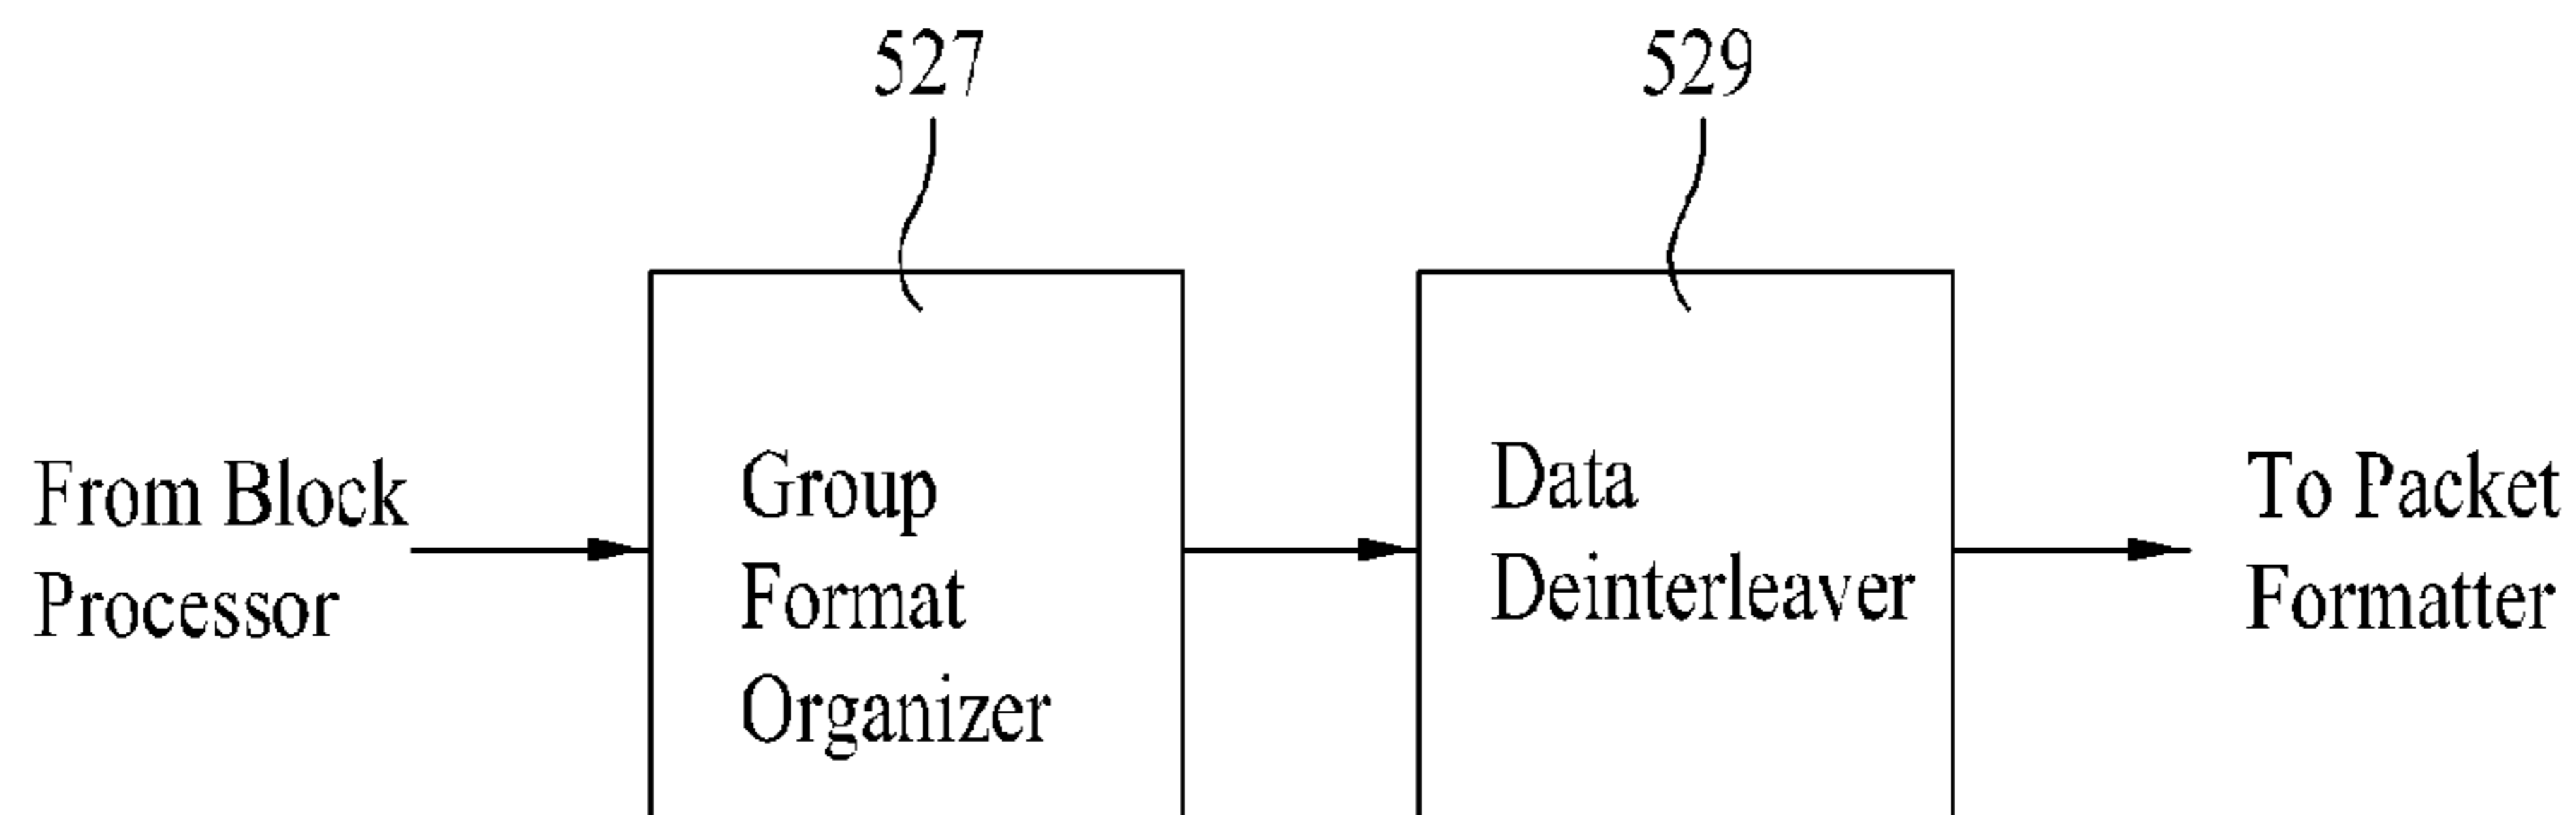 527
529
From Block
Processor
Group
Format
Organizer
Data
Deinterleaver
To Packet
Formatter